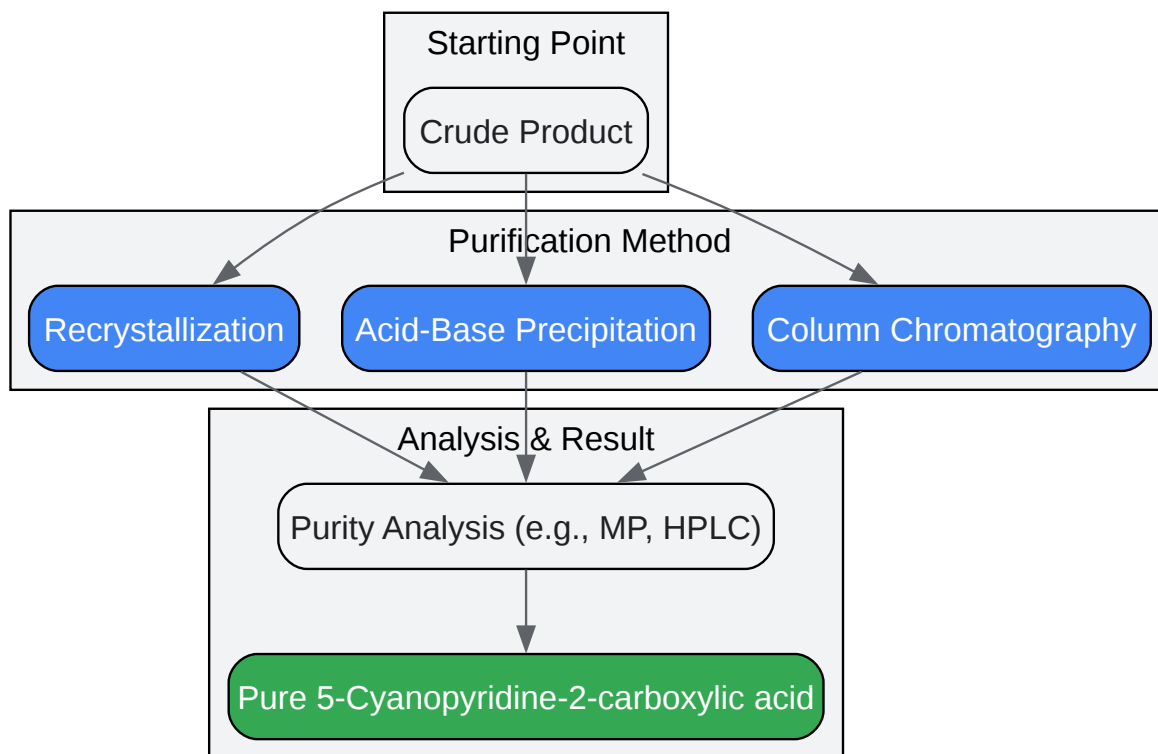 Starting Point
Crude Product
Purification Method
Recrystallization
Acid-Base Precipitation
Column Chromatography
Analysis & Result
Purity Analysis (e.g., MP, HPLC)
Pure 5-Cyanopyridine-2-carboxylic acid